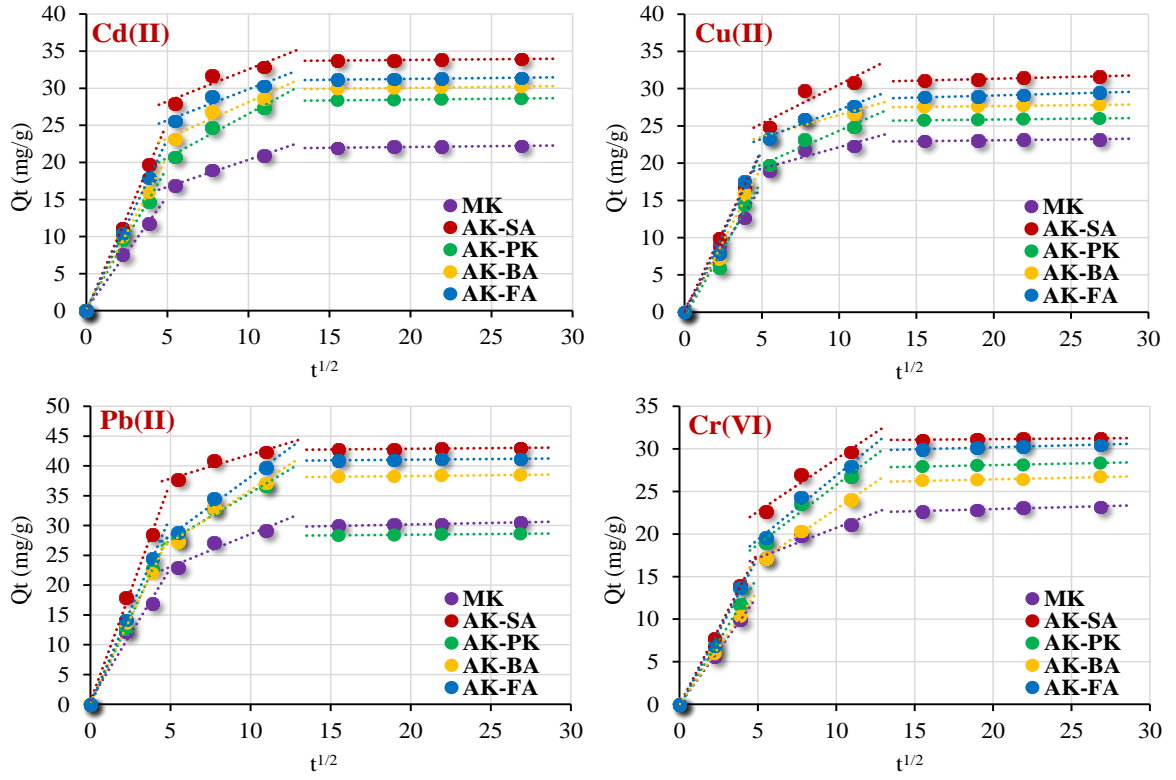 Cd(II)
Qt (mg/g)
40
35
30
25
20
15
10
5
0
MK
AK-SA
AK-PK
AK-BA
AK-FA
0 5 10 15 20 25 30
t1/2
Cu(II)
Qt (mg/g)
40
35
30
25
20
15
10
5
0
MK
AK-SA
AK-PK
AK-BA
AK-FA
0 5 10 15 20 25 30
t1/2
Pb(II)
Qt (mg/g)
50
45
40
35
30
25
20
15
10
5
0
MK
AK-SA
AK-PK
AK-BA
AK-FA
0 5 10 15 20 25 30
t1/2
Cr(VI)
Qt (mg/g)
35
30
25
20
15
10
5
0
MK
AK-SA
AK-PK
AK-BA
AK-FA
0 5 10 15 20 25 30
t1/2